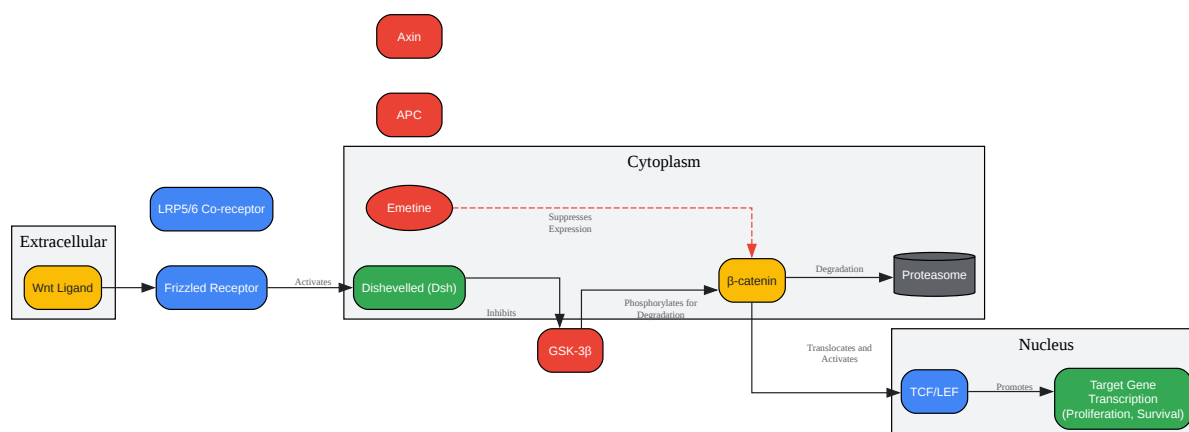 Axin
APC
Cytoplasm
LRP5/6 Co-receptor
Emetine
Suppresses
Expression
Extracellular
Wnt Ligand
Frizzled Receptor
Activates
Dishevelled (Dsh)
Inhibits
GSK-3β
Phosphorylates for
Degradation
β-catenin
Degradation
Proteasome
Translocates and
Activates
Nucleus
TCF/LEF
Promotes
Target Gene
Transcription
(Proliferation, Survival)